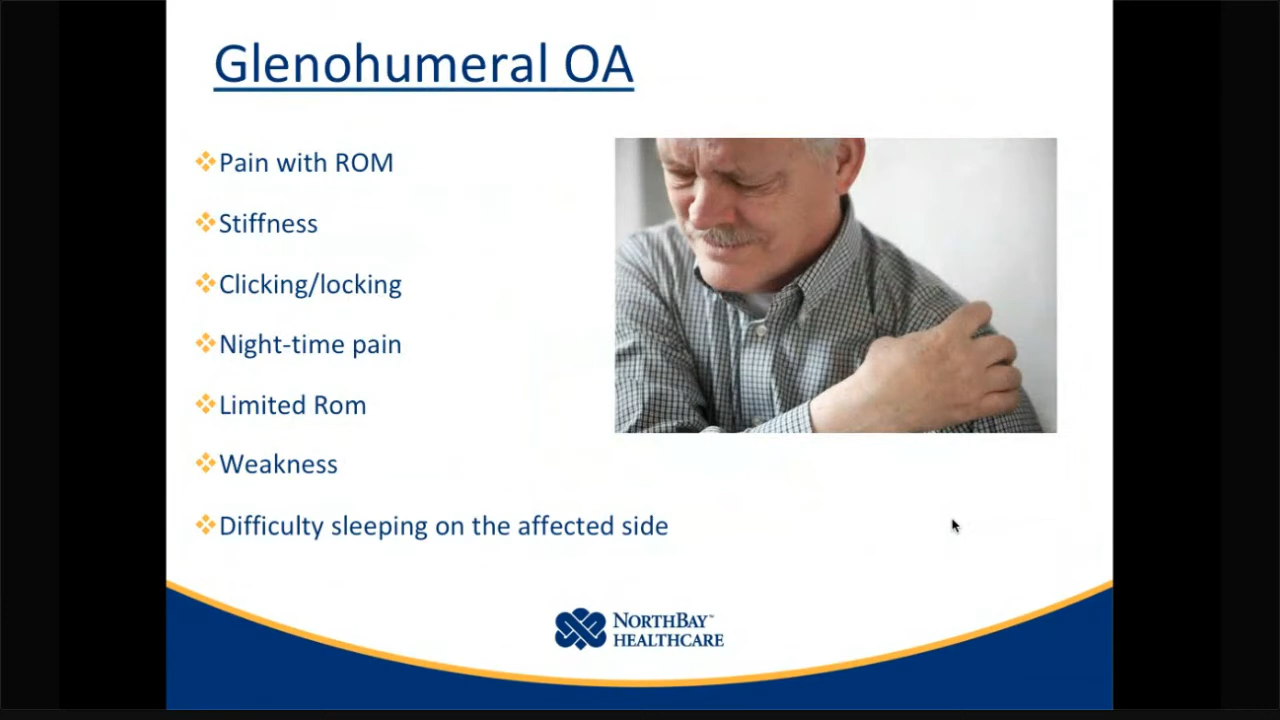 Glenohumeral OA
Pain with ROM
Stiffness
Clicking/locking
Night-time pain
Limited Rom
Weakness
Difficulty sleeping on the affected side
NORTHBAY™
HEALTHCARE